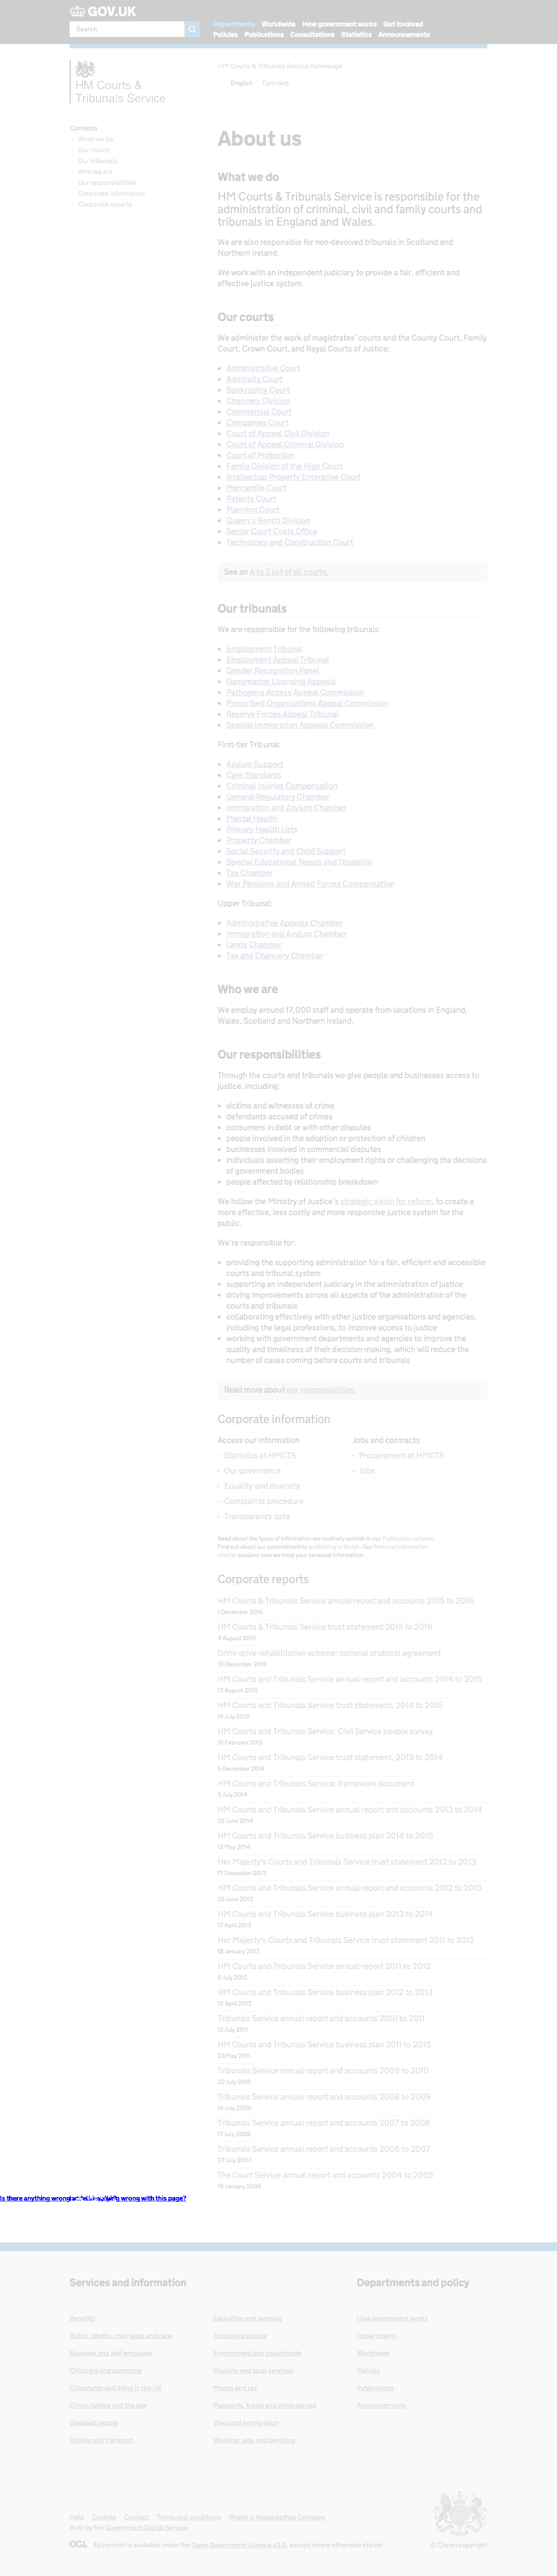 GOV.UK
Search
Departments Worldwide How government works Get involved
Policies Publications Consultations Statistics Announcements
HM Courts & Tribunals Service homepage
English Cymraeg
HM Courts &
Tribunals Service
Contents
What we do
Our courts
Our tribunals
Who we are
Our responsibilities
Corporate information
Corporate reports
About us
What we do
HM Courts & Tribunals Service is responsible for the
administration of criminal, civil and family courts and
tribunals in England and Wales.
We are also responsible for non-devolved tribunals in Scotland and
Northern Ireland.
We work with an independent judiciary to provide a fair, efficient and
effective justice system.
Our courts
We administer the work of magistrates’ courts and the County Court, Family
Court, Crown Court, and Royal Courts of Justice:
Administrative Court
Admiralty Court
Bankruptcy Court
Chancery Division
Commercial Court
Companies Court
Court of Appeal Civil Division
Court of Appeal Criminal Division
Court of Protection
Family Division of the High Court
Intellectual Property Enterprise Court
Mercantile Court
Patents Court
Planning Court
Queen’s Bench Division
Senior Court Costs Office
Technology and Construction Court
See an A to Z list of all courts.
Our tribunals
We are responsible for the following tribunals:
Employment Tribunal
Employment Appeal Tribunal
Gender Recognition Panel
Gangmaster Licensing Appeals
Pathogens Access Appeal Commission
Proscribed Organisations Appeal Commission
Reserve Forces Appeal Tribunal
Special Immigration Appeals Commission
First-tier Tribunal:
Asylum Support
Care Standards
Criminal Injuries Compensation
General Regulatory Chamber
Immigration and Asylum Chamber
Mental Health
Primary Health Lists
Property Chamber
Social Security and Child Support
Special Educational Needs and Disability
Tax Chamber
War Pensions and Armed Forces Compensation
Upper Tribunal:
Administrative Appeals Chamber
Immigration and Asylum Chamber
Lands Chamber
Tax and Chancery Chamber
Who we are
We employ around 17,000 staff and operate from locations in England,
Wales, Scotland and Northern Ireland.
Our responsibilities
Through the courts and tribunals we give people and businesses access to
justice, including:
victims and witnesses of crime
defendants accused of crimes
consumers in debt or with other disputes
people involved in the adoption or protection of children
businesses involved in commercial disputes
individuals asserting their employment rights or challenging the decisions
of government bodies
people affected by relationship breakdown
We follow the Ministry of Justice’s strategic vision for reform, to create a
more effective, less costly and more responsive justice system for the
public.
We’re responsible for:
providing the supporting administration for a fair, efficient and accessible
courts and tribunal system
supporting an independent judiciary in the administration of justice
driving improvements across all aspects of the administration of the
courts and tribunals
collaborating effectively with other justice organisations and agencies,
including the legal professions, to improve access to justice
working with government departments and agencies to improve the
quality and timeliness of their decision-making, which will reduce the
number of cases coming before courts and tribunals
Read more about our responsibilities.
Corporate information
Access our information
Statistics at HMCTS
Our governance
Equality and diversity
Complaints procedure
Transparency data
Jobs and contracts
Procurement at HMCTS
Jobs
Read about the types of information we routinely publish in our Publication scheme.
Find out about our commitment to publishing in Welsh. Our Personal information
charter explains how we treat your personal information.
Corporate reports
HM Courts & Tribunals Service annual report and accounts 2015 to 2016
1 December 2016
HM Courts & Tribunals Service trust statement 2015 to 2016
4 August 2016
Drink drive rehabilitation scheme: national protocol agreement
10 December 2015
HM Courts and Tribunals Service annual report and accounts 2014 to 2015
13 August 2015
HM Courts and Tribunals Service trust statement, 2014 to 2015
16 July 2015
HM Courts and Tribunals Service: Civil Service people survey
10 February 2015
HM Courts and Tribunals Service trust statement, 2013 to 2014
5 December 2014
HM Courts and Tribunals Service: framework document
9 July 2014
HM Courts and Tribunals Service annual report and accounts 2013 to 2014
25 June 2014
HM Courts and Tribunals Service business plan 2014 to 2015
12 May 2014
Her Majesty's Courts and Tribunals Service trust statement 2012 to 2013
17 December 2013
HM Courts and Tribunals Service annual report and accounts 2012 to 2013
25 June 2013
HM Courts and Tribunals Service business plan 2013 to 2014
17 April 2013
Her Majesty's Courts and Tribunals Service trust statement 2011 to 2012
18 January 2013
HM Courts and Tribunals Service annual report 2011 to 2012
9 July 2012
HM Courts and Tribunals Service business plan 2012 to 2013
10 April 2012
Tribunals Service annual report and accounts 2010 to 2011
12 July 2011
HM Courts and Tribunals Service business plan 2011 to 2015
23 May 2011
Tribunals Service annual report and accounts 2009 to 2010
22 July 2010
Tribunals Service annual report and accounts 2008 to 2009
16 July 2009
Tribunals Service annual report and accounts 2007 to 2008
17 July 2008
Tribunals Service annual report and accounts 2006 to 2007
27 July 2007
The Court Service annual report and accounts 2004 to 2005
19 January 2006
Is there anything wrong wrong with this page?
Services and information
Benefits
Births, deaths, marriages and care
Business and self-employed
Childcare and parenting
Citizenship and living in the UK
Crime, justice and the law
Disabled people
Driving and transport
Education and learning
Employing people
Environment and countryside
Housing and local services
Money and tax
Passports, travel and living abroad
Visas and immigration
Working, jobs and pensions
Departments and policy
How government works
Departments
Worldwide
Policies
Publications
Announcements
Help Cookies Contact Terms and conditions Rhestr o Wasanaethau Cymraeg
Built by the Government Digital Service
OGL All content is available under the Open Government Licence v3.0, except where otherwise stated
© Crown copyright